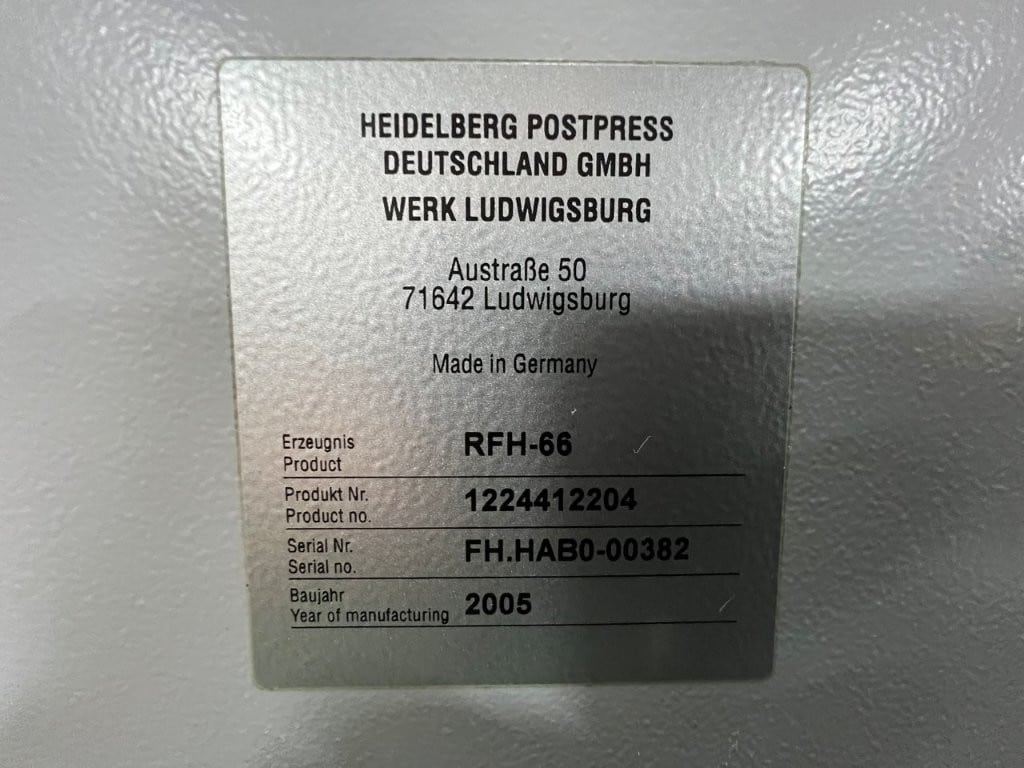 HEIDELBERG POSTPRESS
DEUTSCHLAND GMBH
WERK LUDWIGSBURG
Austraße 50
71642 Ludwigsburg
Made in Germany
Erzeugnis
Product
RFH-66
Produkt Nr.
Product no.
1224412204
Serial Nr.
Serial no.
FH.HAB0-00382
Baujahr
Year of manufacturing
2005